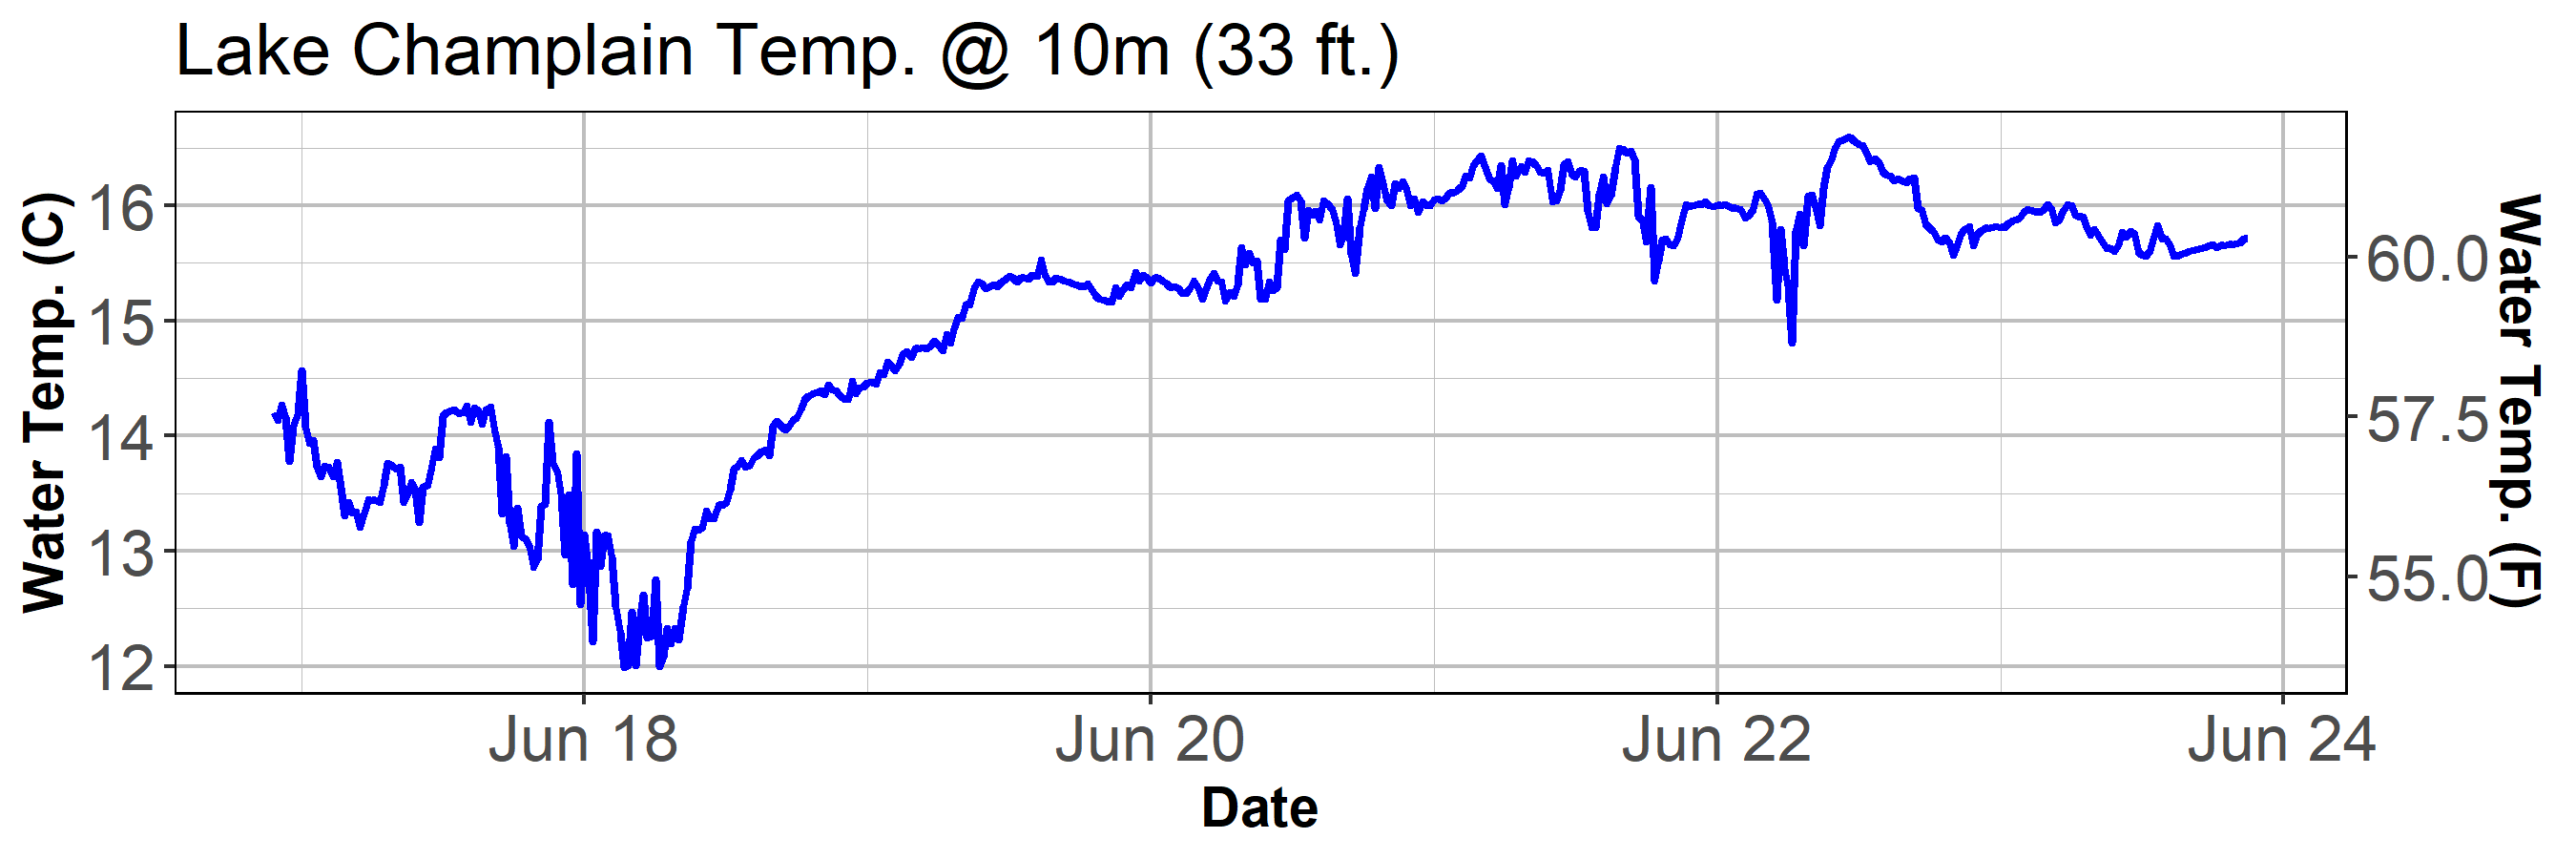 Lake Champlain Temp. @ 10m (33 ft.)
Water Temp. (C)
16
15
14
13
12
60.0
57.5
55.0
Water Temp. (F)
Jun 18
Jun 20
Jun 22
Jun 24
Date